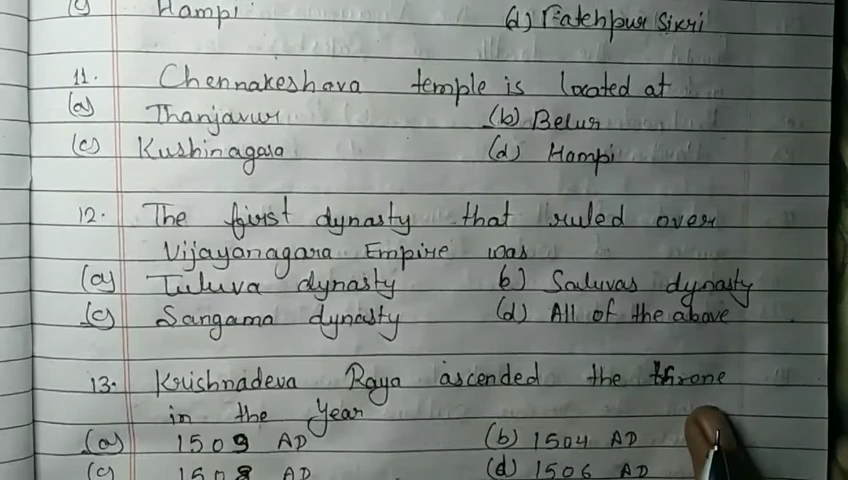 (c) Hampi (d) Fatehpur Sikri
11. Chennakeshava temple is located at
(a) Thanjavur (b) Belur
(c) Kushinagara (d) Hampi
12. The first dynasty that ruled over
Vijayanagara Empire was
(a) Tuluva dynasty b) Saluvas dynasty
(c) Sangama dynasty (d) All of the above
13. Krishnadeva Raya ascended the throne
in the Year
(a) 1509 AD (b) 1504 AD
(c) 1508 AD (d) 1506 AD